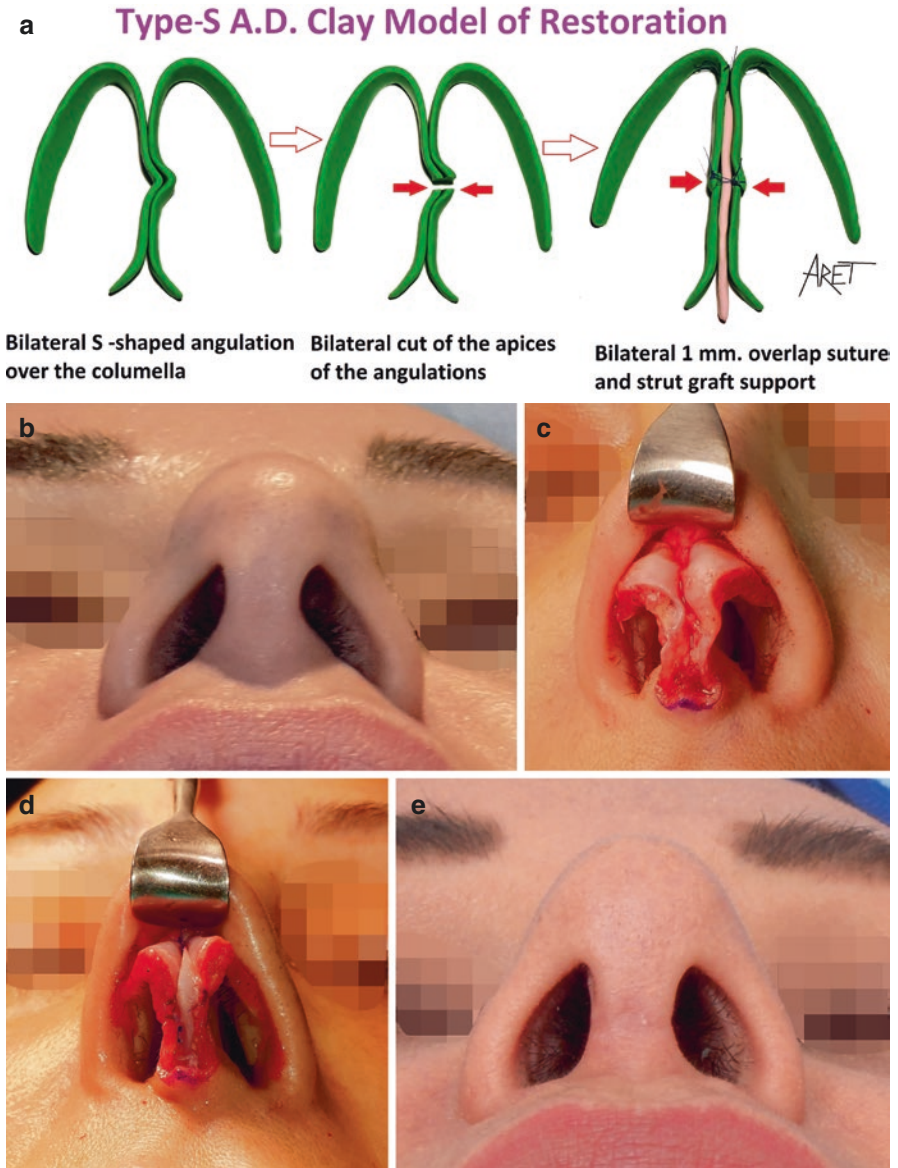 a
Type-S A.D. Clay Model of Restoration
ARET
Bilateral S -shaped angulation
over the columella
Bilateral cut of the apices
of the angulations
Bilateral 1 mm. overlap suture
and strut graft support
b
c
d
e